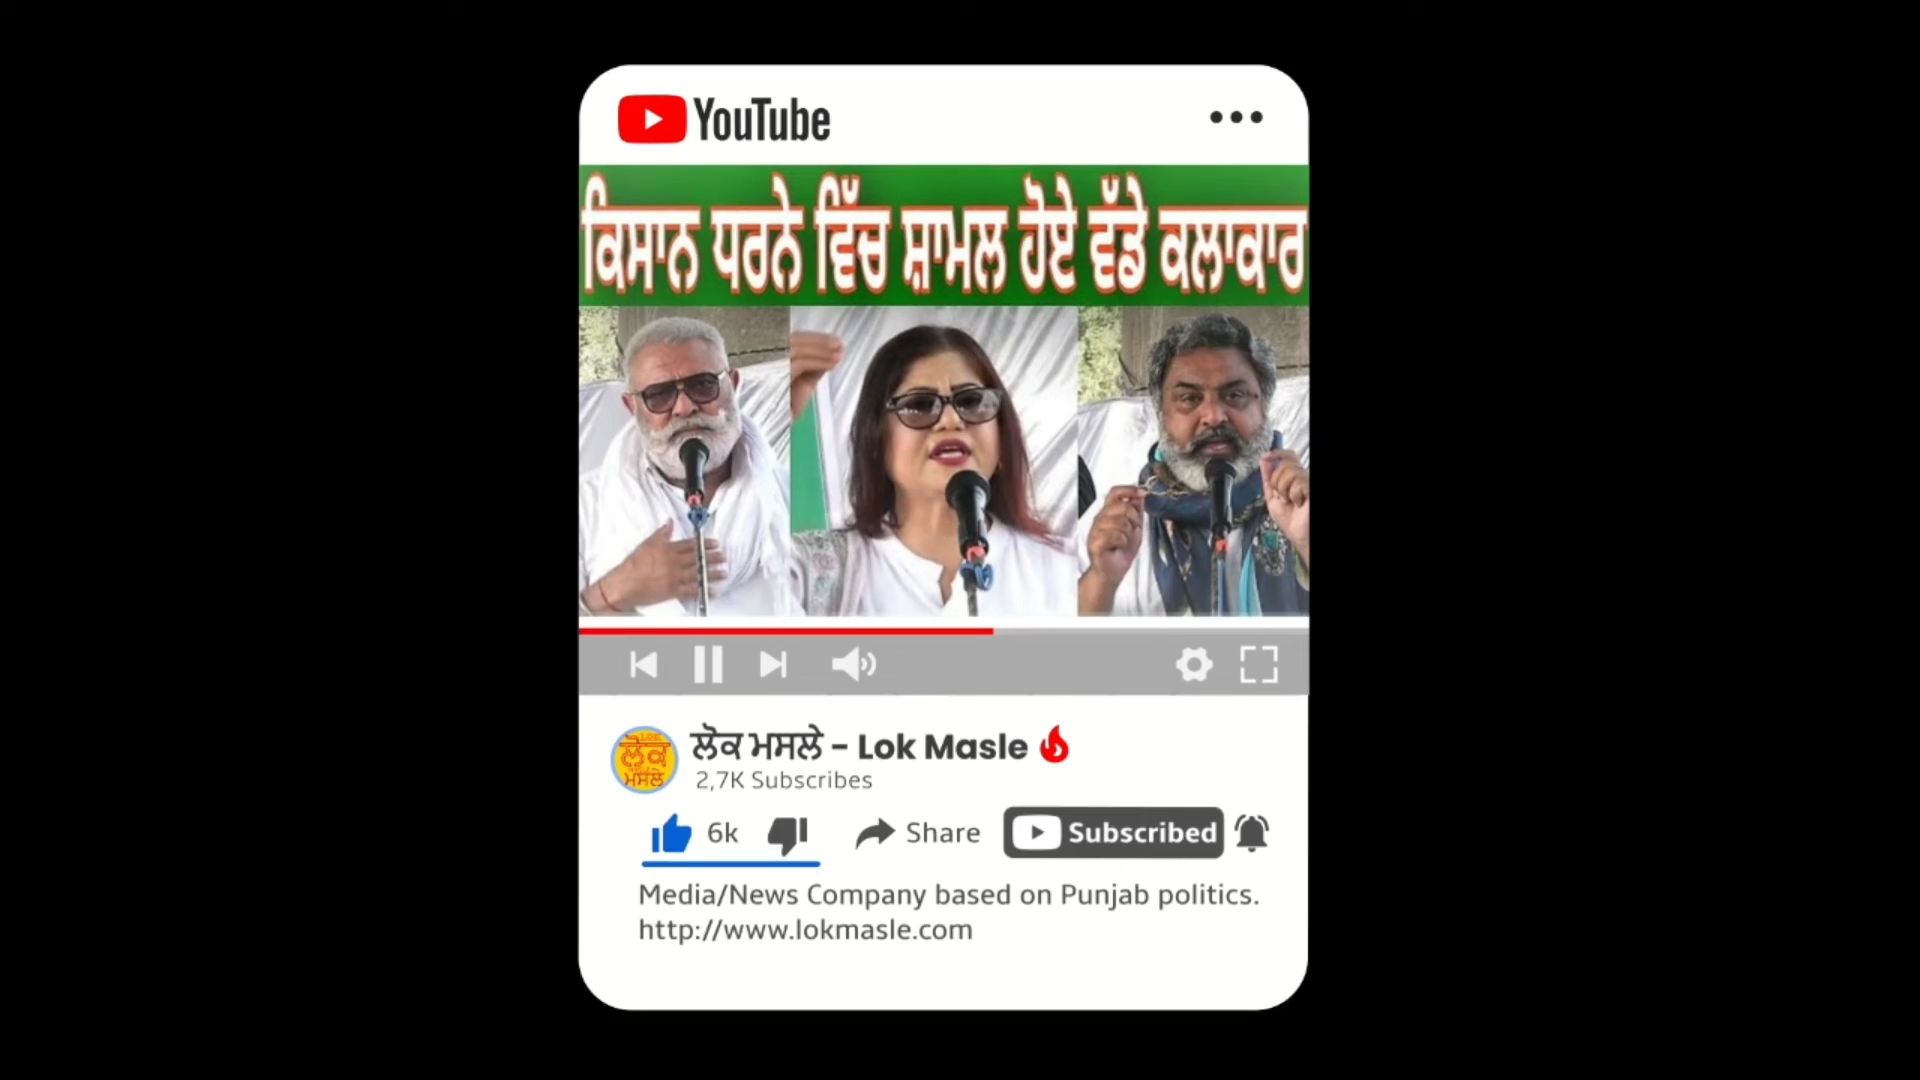 YouTube
ਕਿਸਾਨ ਧਰਨੇ ਵਿੱਚ ਸ਼ਾਮਲ ਹੋਏ ਵੱਡੇ ਕਲਾਕਾਰ
ਲੋਕ ਮਸਲੇ - Lok Masle
ਲੋਕ
ਮਸਲੇ
2,7K Subscribes
6k Share Subscribed
Media/News Company based on Punjab politics.
http://www.lokmasle.com